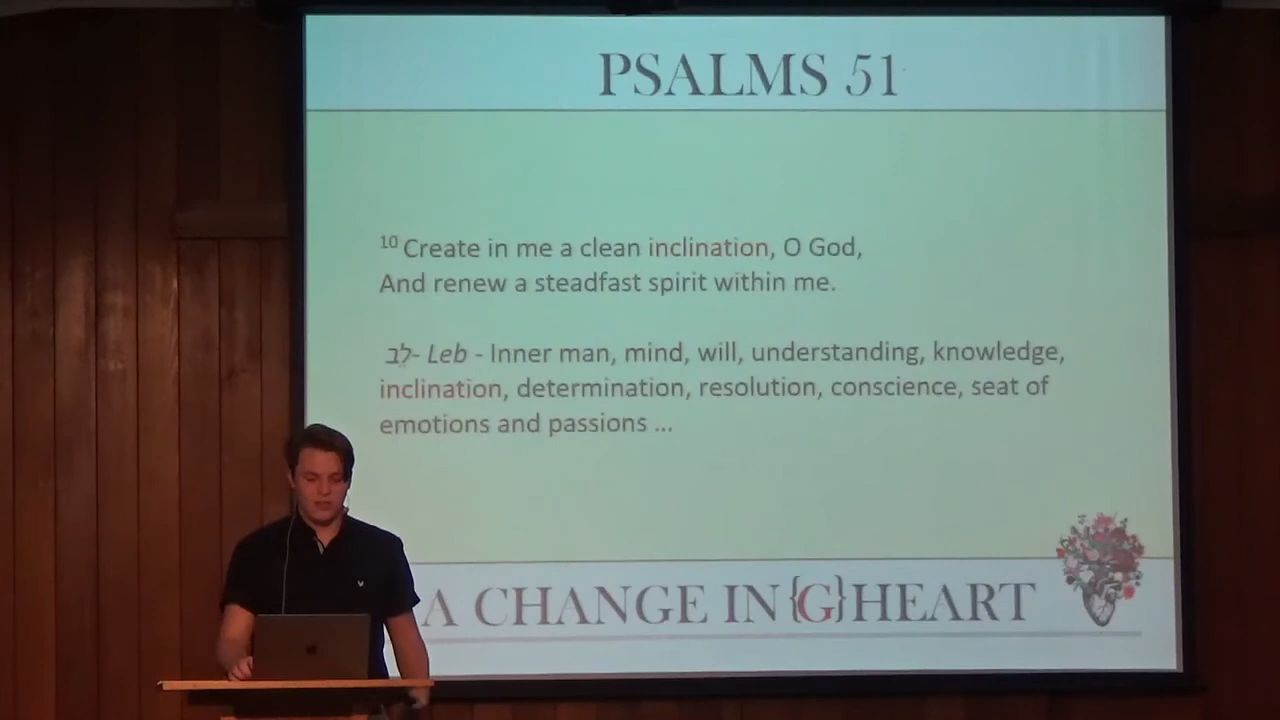 PSALMS 51
10 Create in me a clean inclination, O God,
And renew a steadfast spirit within me.
לֵב- Leb - Inner man, mind, will, understanding, knowledge,
inclination, determination, resolution, conscience, seat of
emotions and passions ...
A CHANGE IN {G} HEART